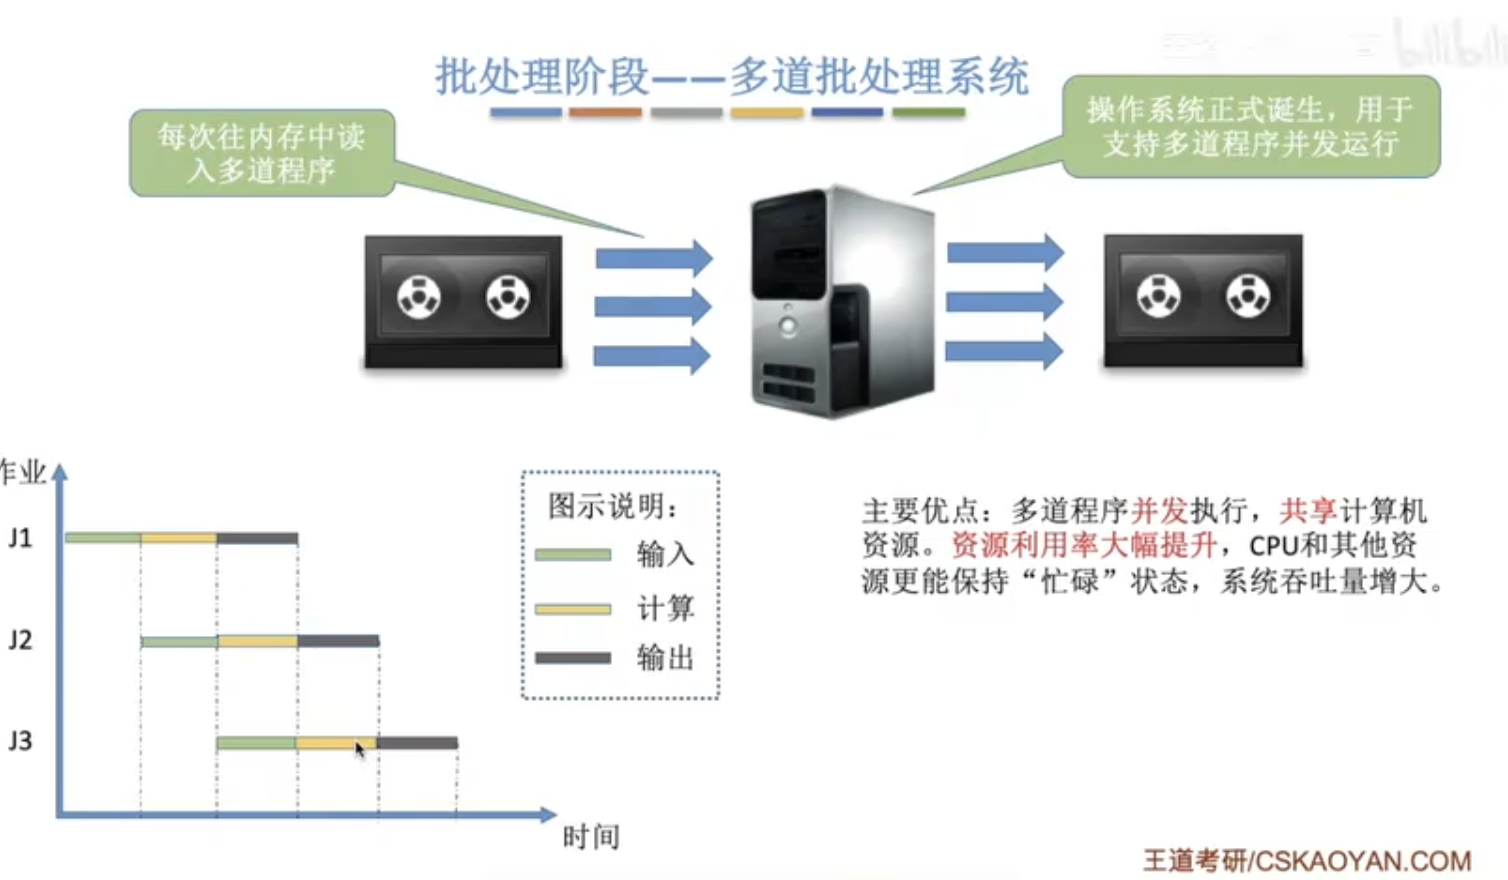 批处理阶段——多道批处理系统
每次往内存中读
入多道程序
操作系统正式诞生，用于
支持多道程序并发运行
作业
J1
J2
J3
时间
图示说明：
输入
计算
输出
主要优点：多道程序并发执行，共享计算机
资源。资源利用率大幅提升，CPU和其他资
源更能保持“忙碌”状态，系统吞吐量增大。
王道考研/CSKAOYAN.COM
bilibili